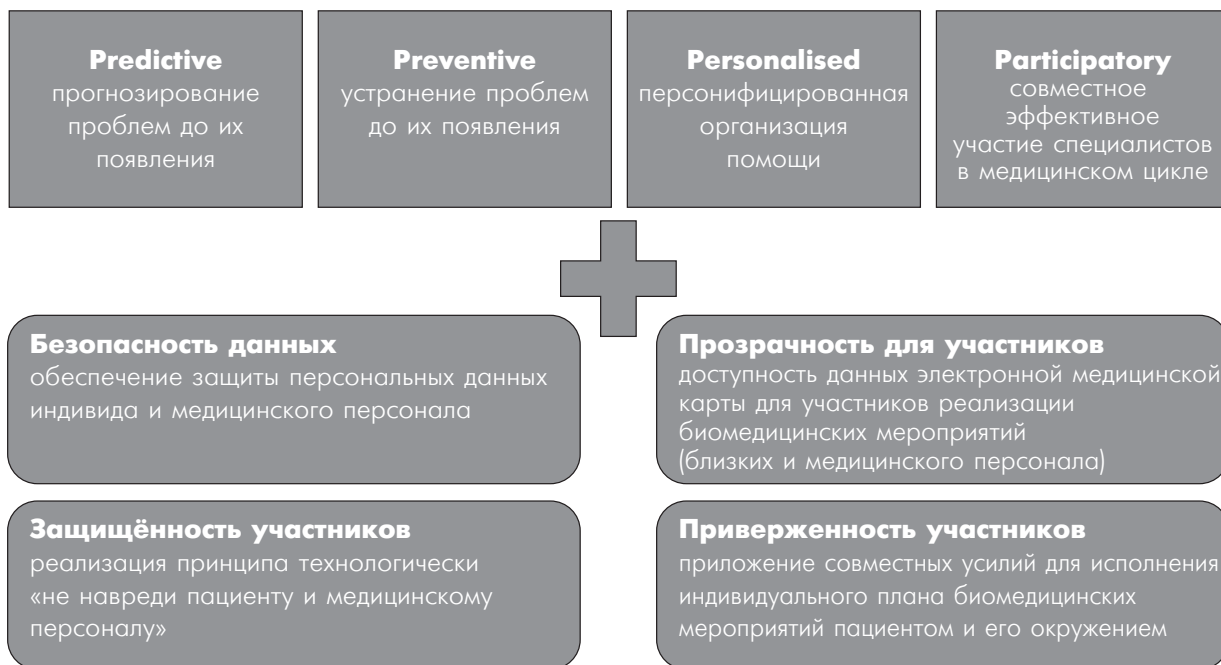 Predictive
прогнозирование
проблем до их
появления
Preventive
устранение проблем
до их появления
Personalised
персонифицированная
организация
помощи
Participatory
совместное
эффективное
участие специалистов
в медицинском цикле
Безопасность данных
обеспечение защиты персональных данных
индивида и медицинского персонала
Прозрачность для участников
доступность данных электронной медицинской
карты для участников реализации
биомедицинских мероприятий
(близких и медицинского персонала)
Защищённость участников
реализация принципа технологически
«не навреди пациенту и медицинскому
персоналу»
Приверженность участников
приложение совместных усилий для исполнения
индивидуального плана биомедицинских
мероприятий пациентом и его окружением